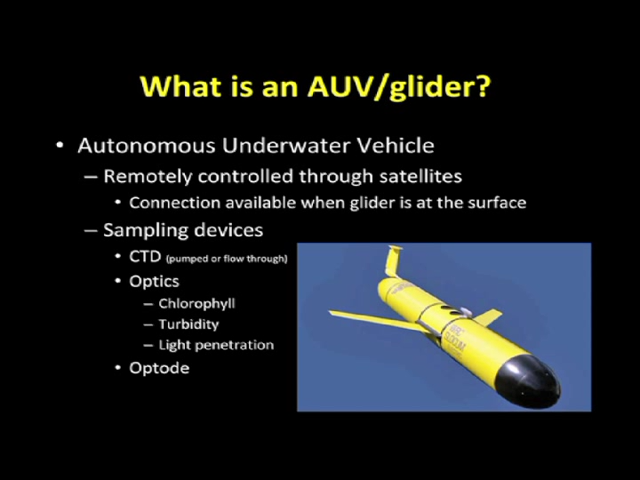 What is an AUV/glider?
• Autonomous Underwater Vehicle
– Remotely controlled through satellites
• Connection available when glider is at the surface
– Sampling devices
• CTD (pumped or flow through)
• Optics
– Chlorophyll
– Turbidity
– Light penetration
• Optode